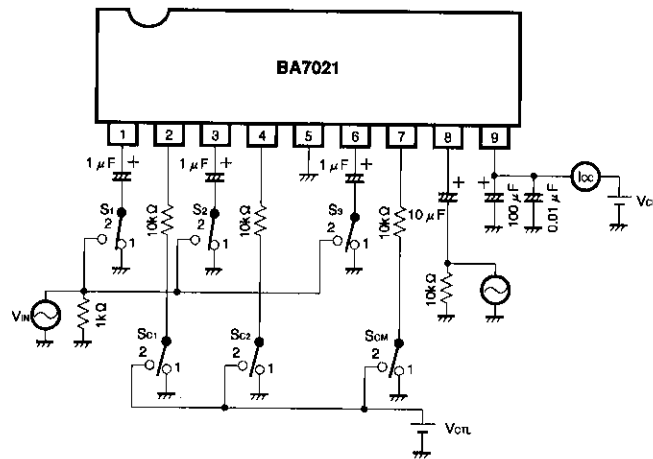 BA7021
1 2 3 4 5 6 7 8 9
1 μF + 1 μF + 1 μF + + +
10kΩ 10kΩ 10kΩ 10 μF 100 μF 0.01 μF ICC VC
S1 S2 S3
2 1 2 1 2 1
VIN 1kΩ 10kΩ
SC1 SC2 SCM
2 1 2 1 2 1
VCTL